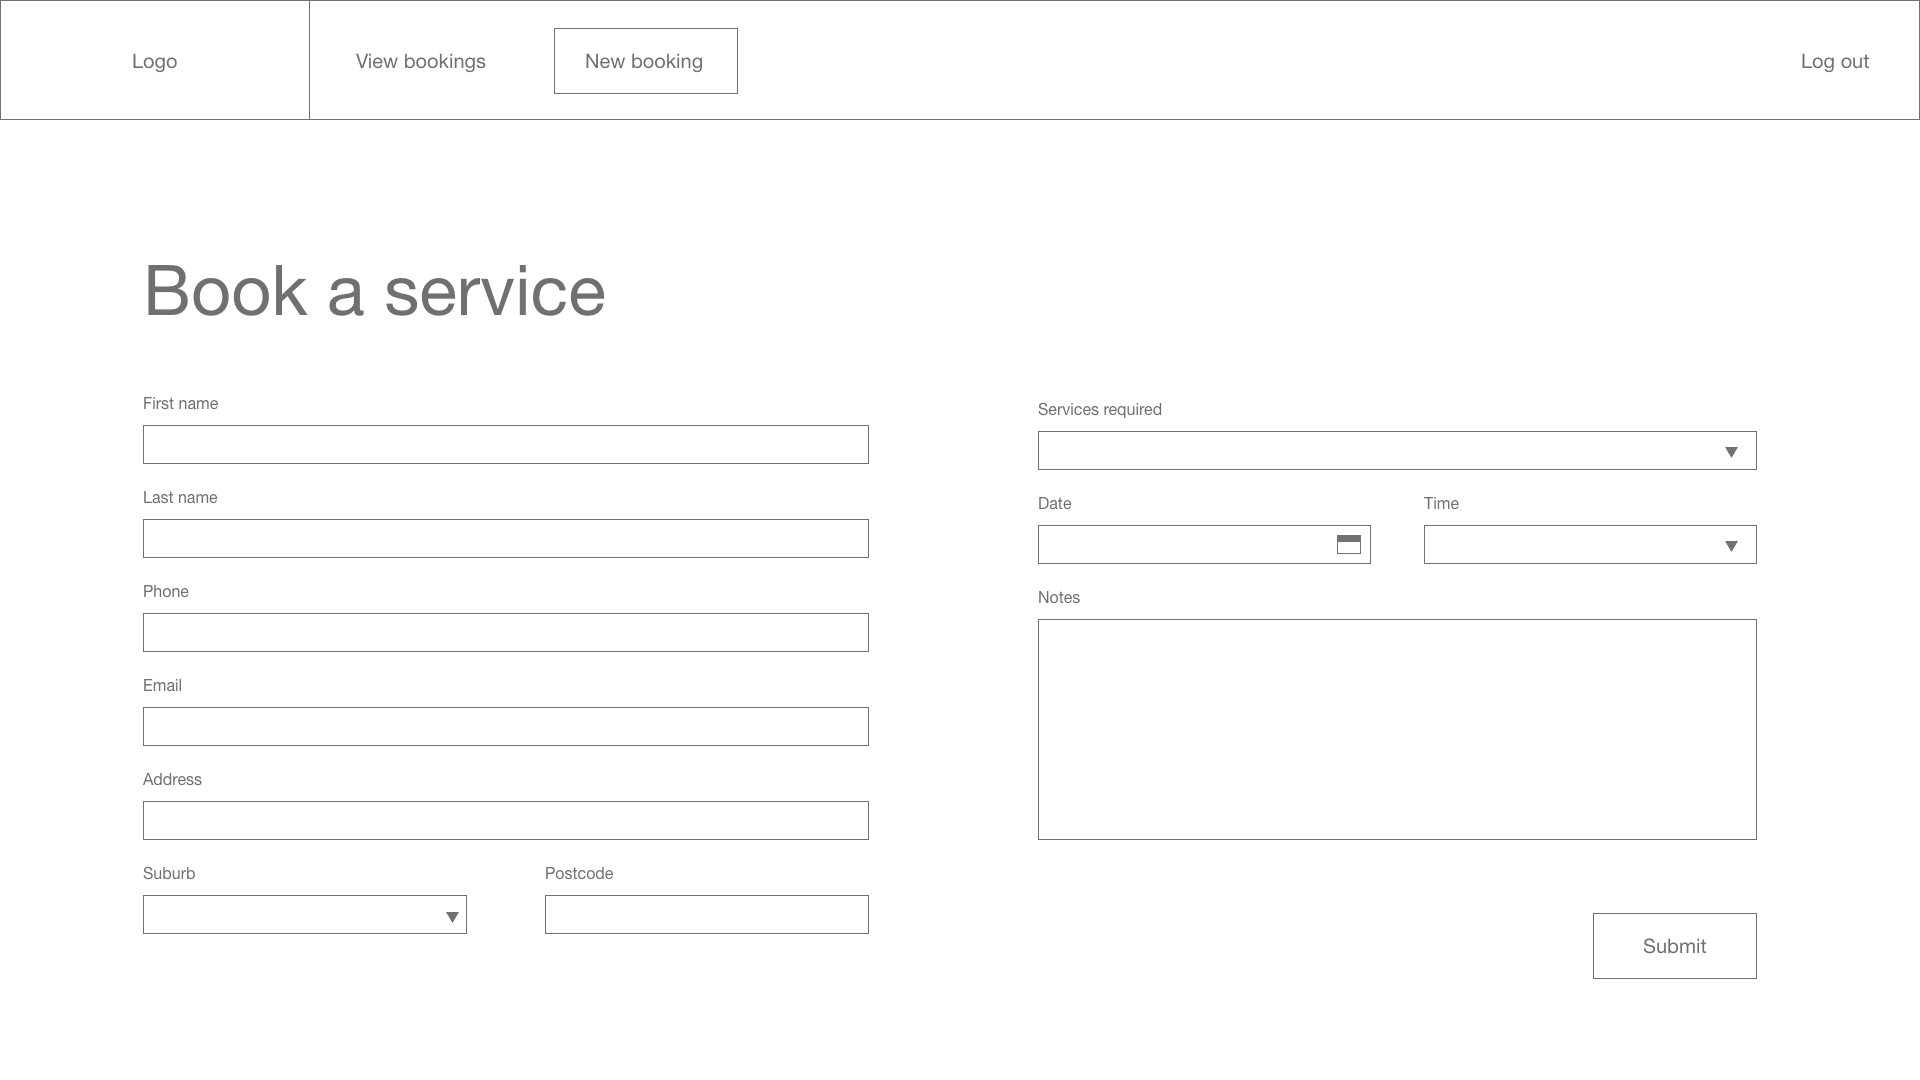 Logo
View bookings
New booking
Log out
Book a service
First name
Last name
Phone
Email
Address
Suburb
Postcode
Services required
Date
Time
Notes
Submit